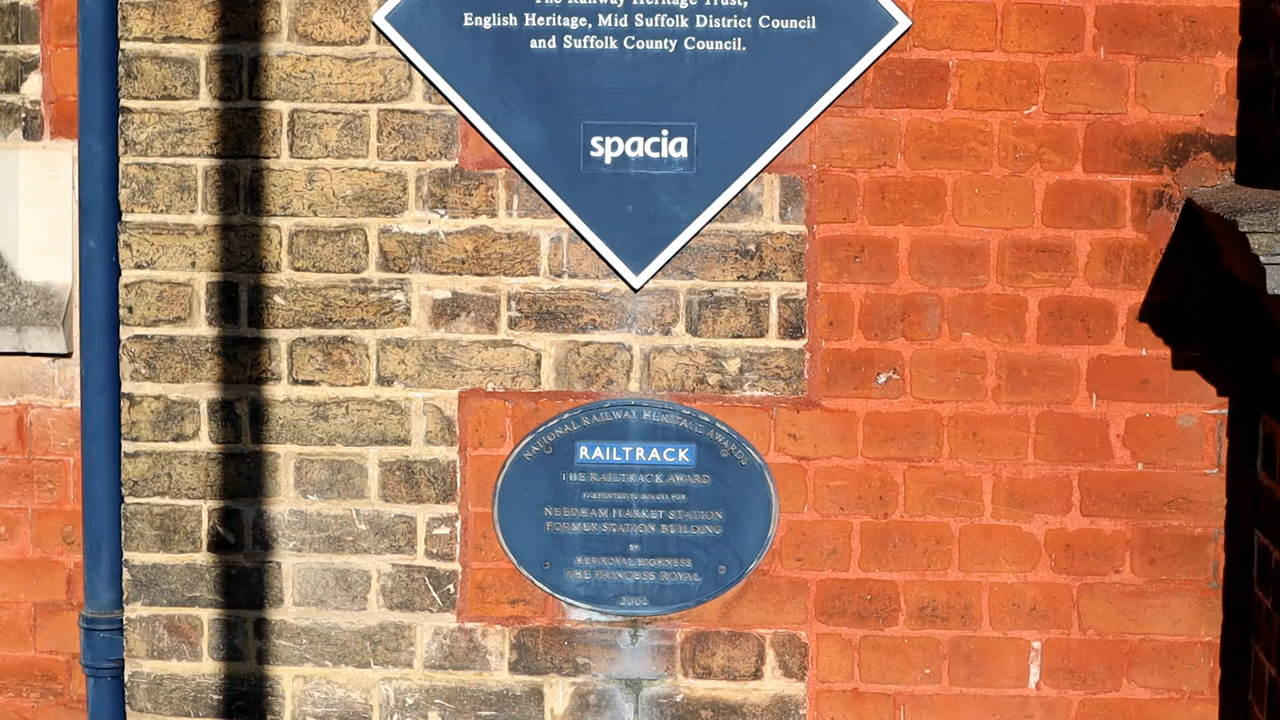 The Railway Heritage Trust,
English Heritage, Mid Suffolk District Council
and Suffolk County Council.
spacia
NATIONAL RAILWAY HERITAGE AWARDS
RAILTRACK
THE RAILTRACK AWARD
PRESENTED TO SPACIA FOR
NEEDHAM MARKET STATION
FORMER STATION BUILDING
BY
HER ROYAL HIGHNESS
THE PRINCESS ROYAL